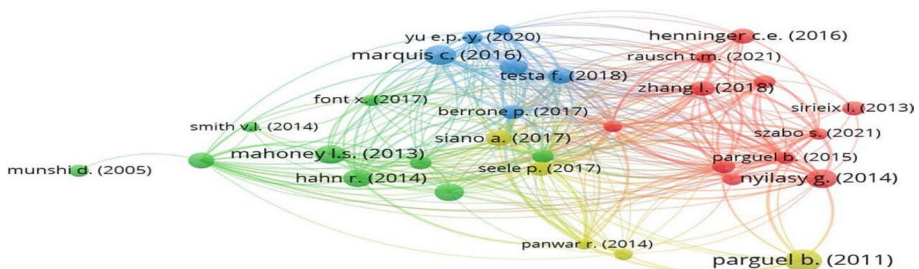 yu e.p.-y. (2020)
henninger c.e. (2016)
marquis c. (2016)
rausch t.m. (2021)
testa f. (2018)
zhang l. (2018)
font x. (2017)
berrone p. (2017)
sirieix l. (2013)
smith v.l. (2014)
siano a. (2017)
szabo s. (2021)
mahoney l.s. (2013)
parguel b. (2015)
munshi d. (2005)
seele p. (2017)
hahn r. (2014)
nyilasy g. (2014)
panwar r. (2014)
parguel b. (2011)